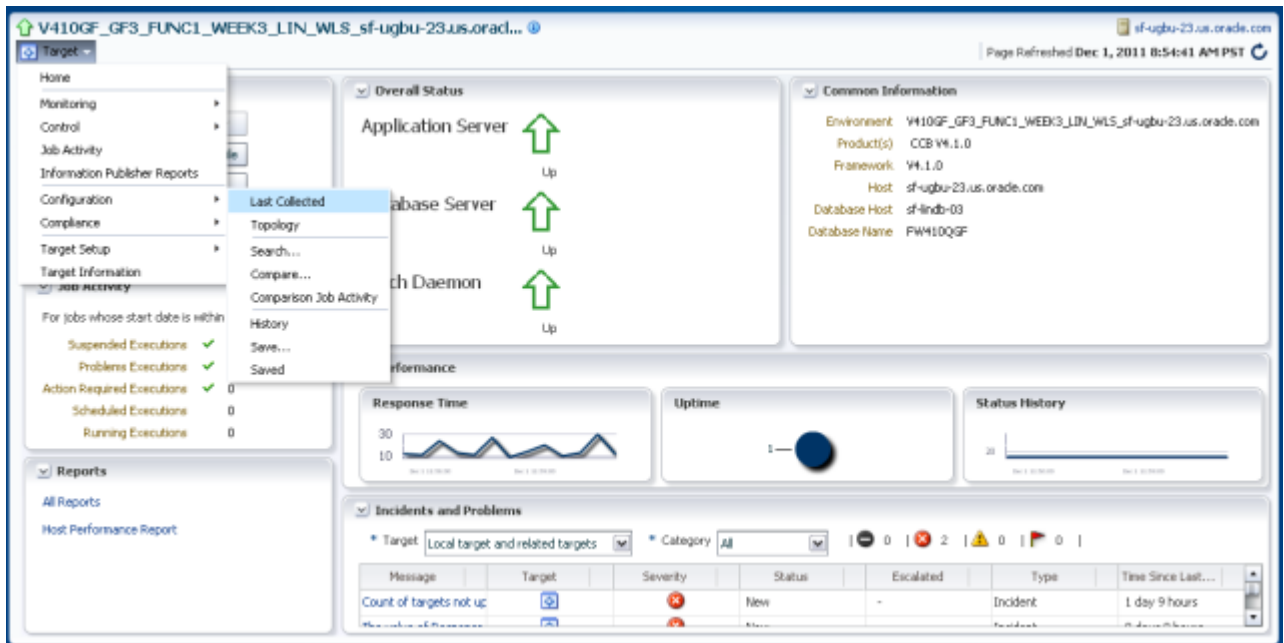 V410GF_GF3_FUNC1_WEEK3_LIN_WLS_sf-ugbu-23.us.oracl...
sf-ugbu-23.us.oracle.com
Target
Page Refreshed Dec 1, 2011 8:54:41 AM PST
Home
Monitoring
Control
Job Activity
Information Publisher Reports
Configuration
Compliance
Target Setup
Target Information
Last Collected
Topology
Search...
Compare...
Comparison Job Activity
History
Save...
Saved
Job Activity
For jobs whose start date is within
Suspended Executions
Problems Executions
Action Required Executions 0
Scheduled Executions 0
Running Executions 0
Reports
All Reports
Host Performance Report
Overall Status
Application Server
Up
abase Server
Up
ch Daemon
Up
Common Information
Environment V410GF_GF3_FUNC1_WEEK3_LIN_WLS_sf-ugbu-23.us.oracle.com
Product(s) CCB V4.1.0
Framework V4.1.0
Host sf-ugbu-23.us.oracle.com
Database Host sf-lindb-03
Database Name FW410QGF
rformance
Response Time
30
10
Uptime
1
Status History
20
Incidents and Problems
* Target Local target and related targets * Category All | 0 | 2 | 0 | 0 |
Message Target Severity Status Escalated Type Time Since Last...
Count of targets not up New - Incident 1 day 9 hours